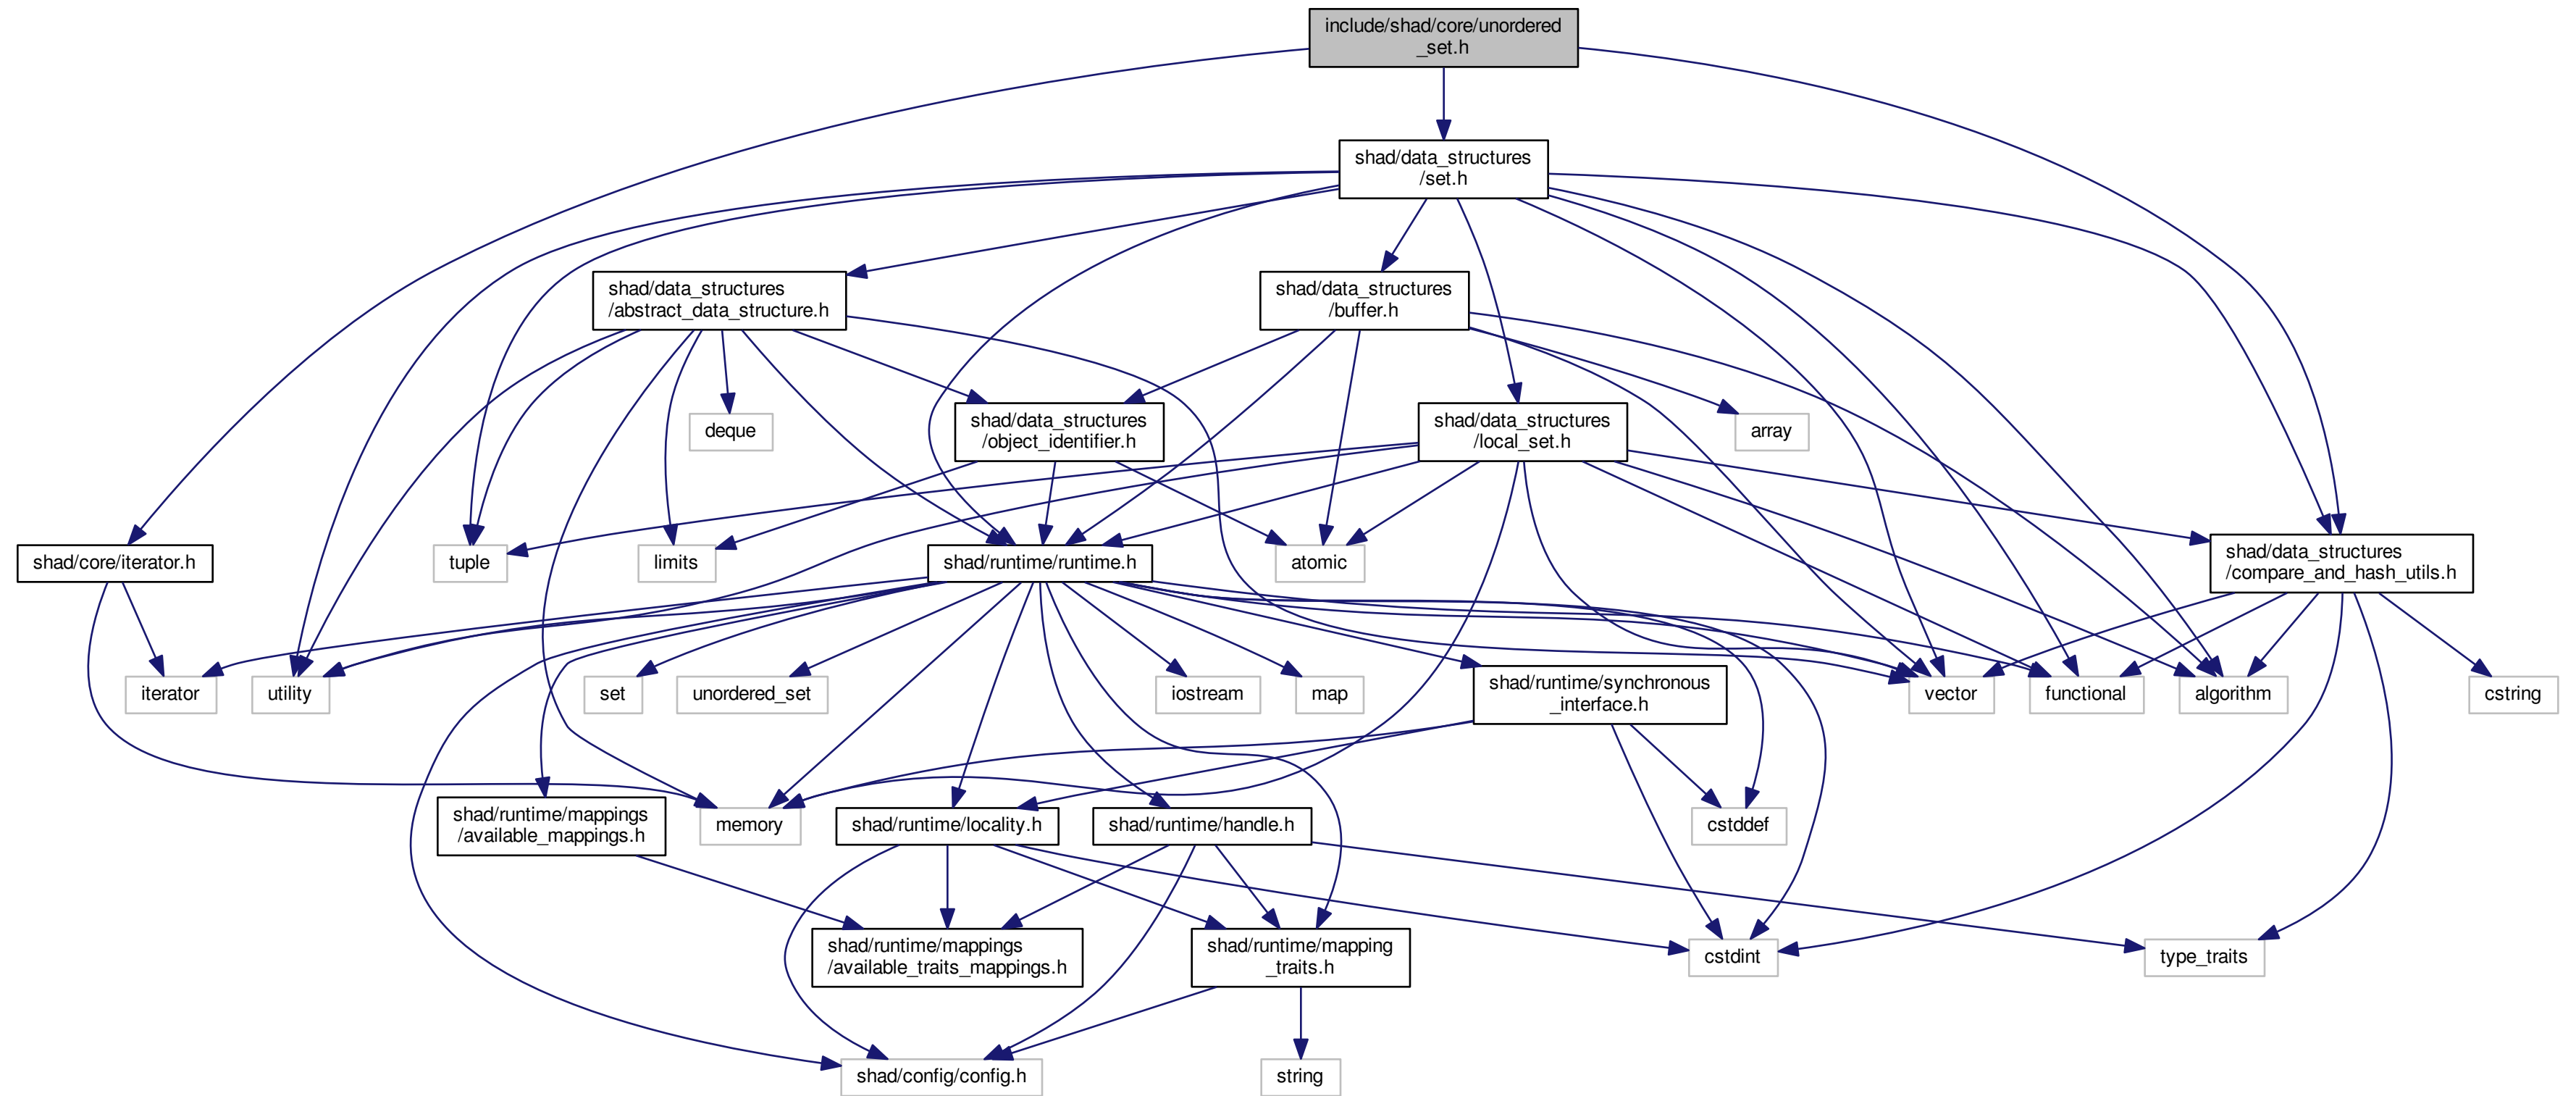 include/shad/core/unordered
_set.h
shad/data_structures
/set.h
shad/data_structures
/abstract_data_structure.h
shad/data_structures
/buffer.h
deque
shad/data_structures
/object_identifier.h
shad/data_structures
/local_set.h
array
shad/core/iterator.h
tuple
limits
shad/runtime/runtime.h
atomic
shad/data_structures
/compare_and_hash_utils.h
iterator
utility
set
unordered_set
iostream
map
shad/runtime/synchronous
_interface.h
vector
functional
algorithm
cstring
shad/runtime/mappings
/available_mappings.h
memory
shad/runtime/locality.h
shad/runtime/handle.h
cstddef
shad/runtime/mappings
/available_traits_mappings.h
shad/runtime/mapping
_traits.h
cstdint
type_traits
shad/config/config.h
string